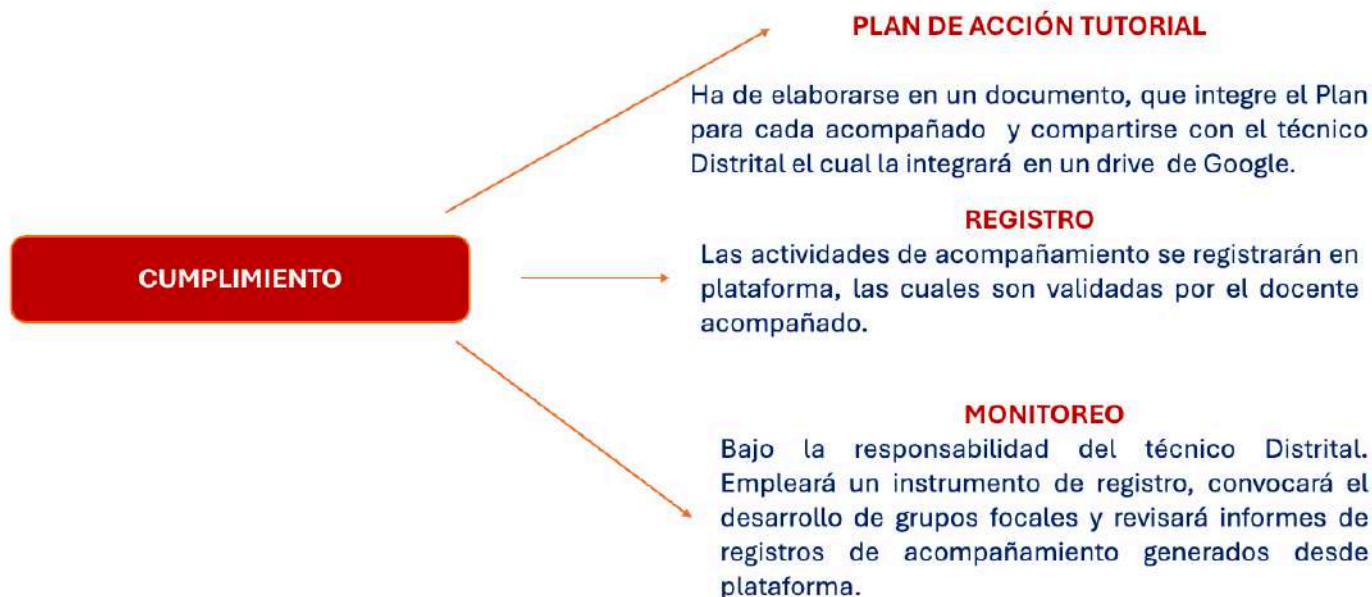 PLAN DE ACCIÓN TUTORIAL
Ha de elaborarse en un documento, que integre el Plan
para cada acompañado y compartirse con el técnico
Distrital el cual la integrará en un drive de Google.
CUMPLIMIENTO
REGISTRO
Las actividades de acompañamiento se registrarán en
plataforma, las cuales son validadas por el docente
acompañado.
MONITOREO
Bajo la responsabilidad del técnico Distrital.
Empleará un instrumento de registro, convocará el
desarrollo de grupos focales y revisará informes de
registros de acompañamiento generados desde
plataforma.